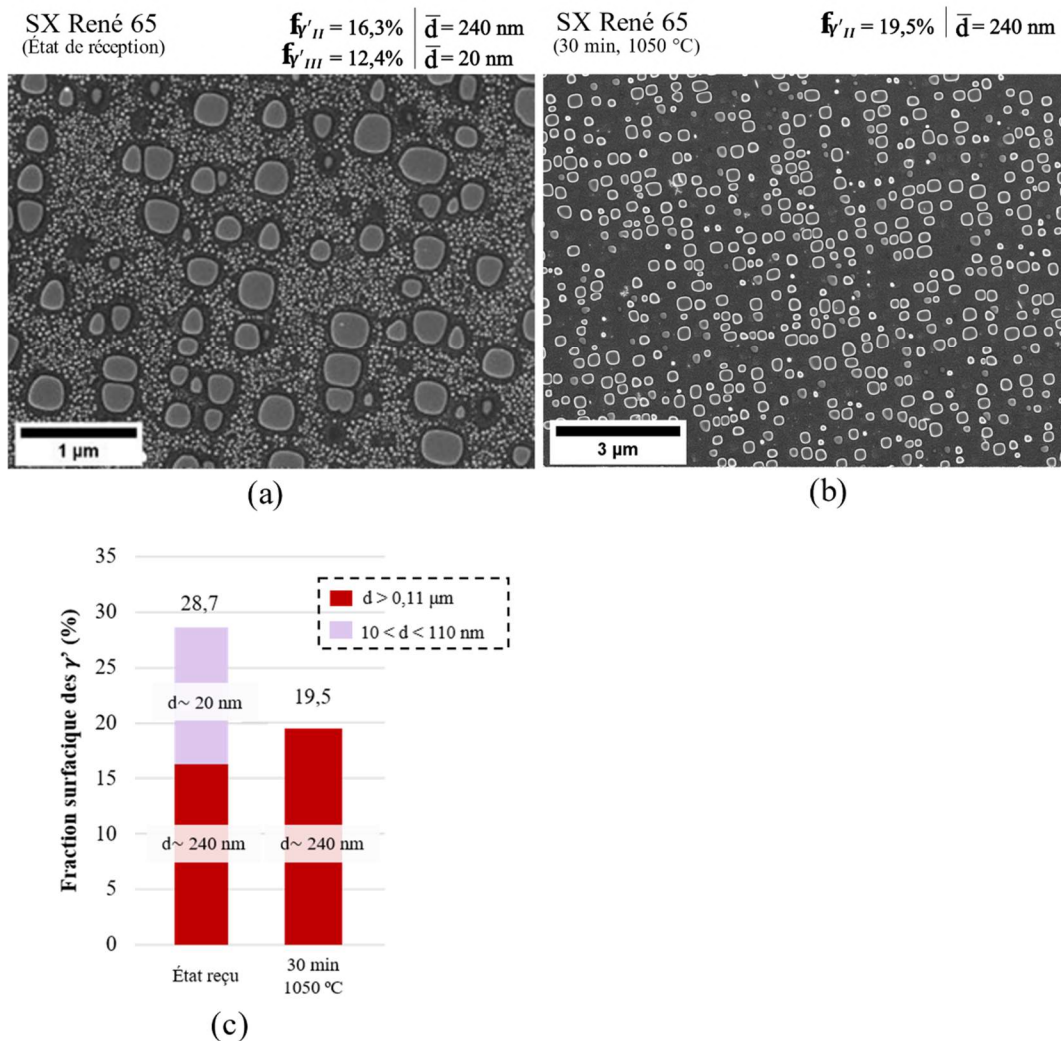 SX René 65
(État de réception)
fγ'II = 16,3% | d̅ = 240 nm
fγ'III = 12,4% | d̅ = 20 nm
1 µm
(a)
SX René 65
(30 min, 1050 °C)
fγ'II = 19,5% | d̅ = 240 nm
3 µm
(b)
Fraction surfacique des γ' (%)
35
30
25
20
15
10
5
0
28,7
19,5
d > 0,11 µm
10 < d < 110 nm
d~ 20 nm
d~ 240 nm
d~ 240 nm
État reçu
30 min
1050 ºC
(c)